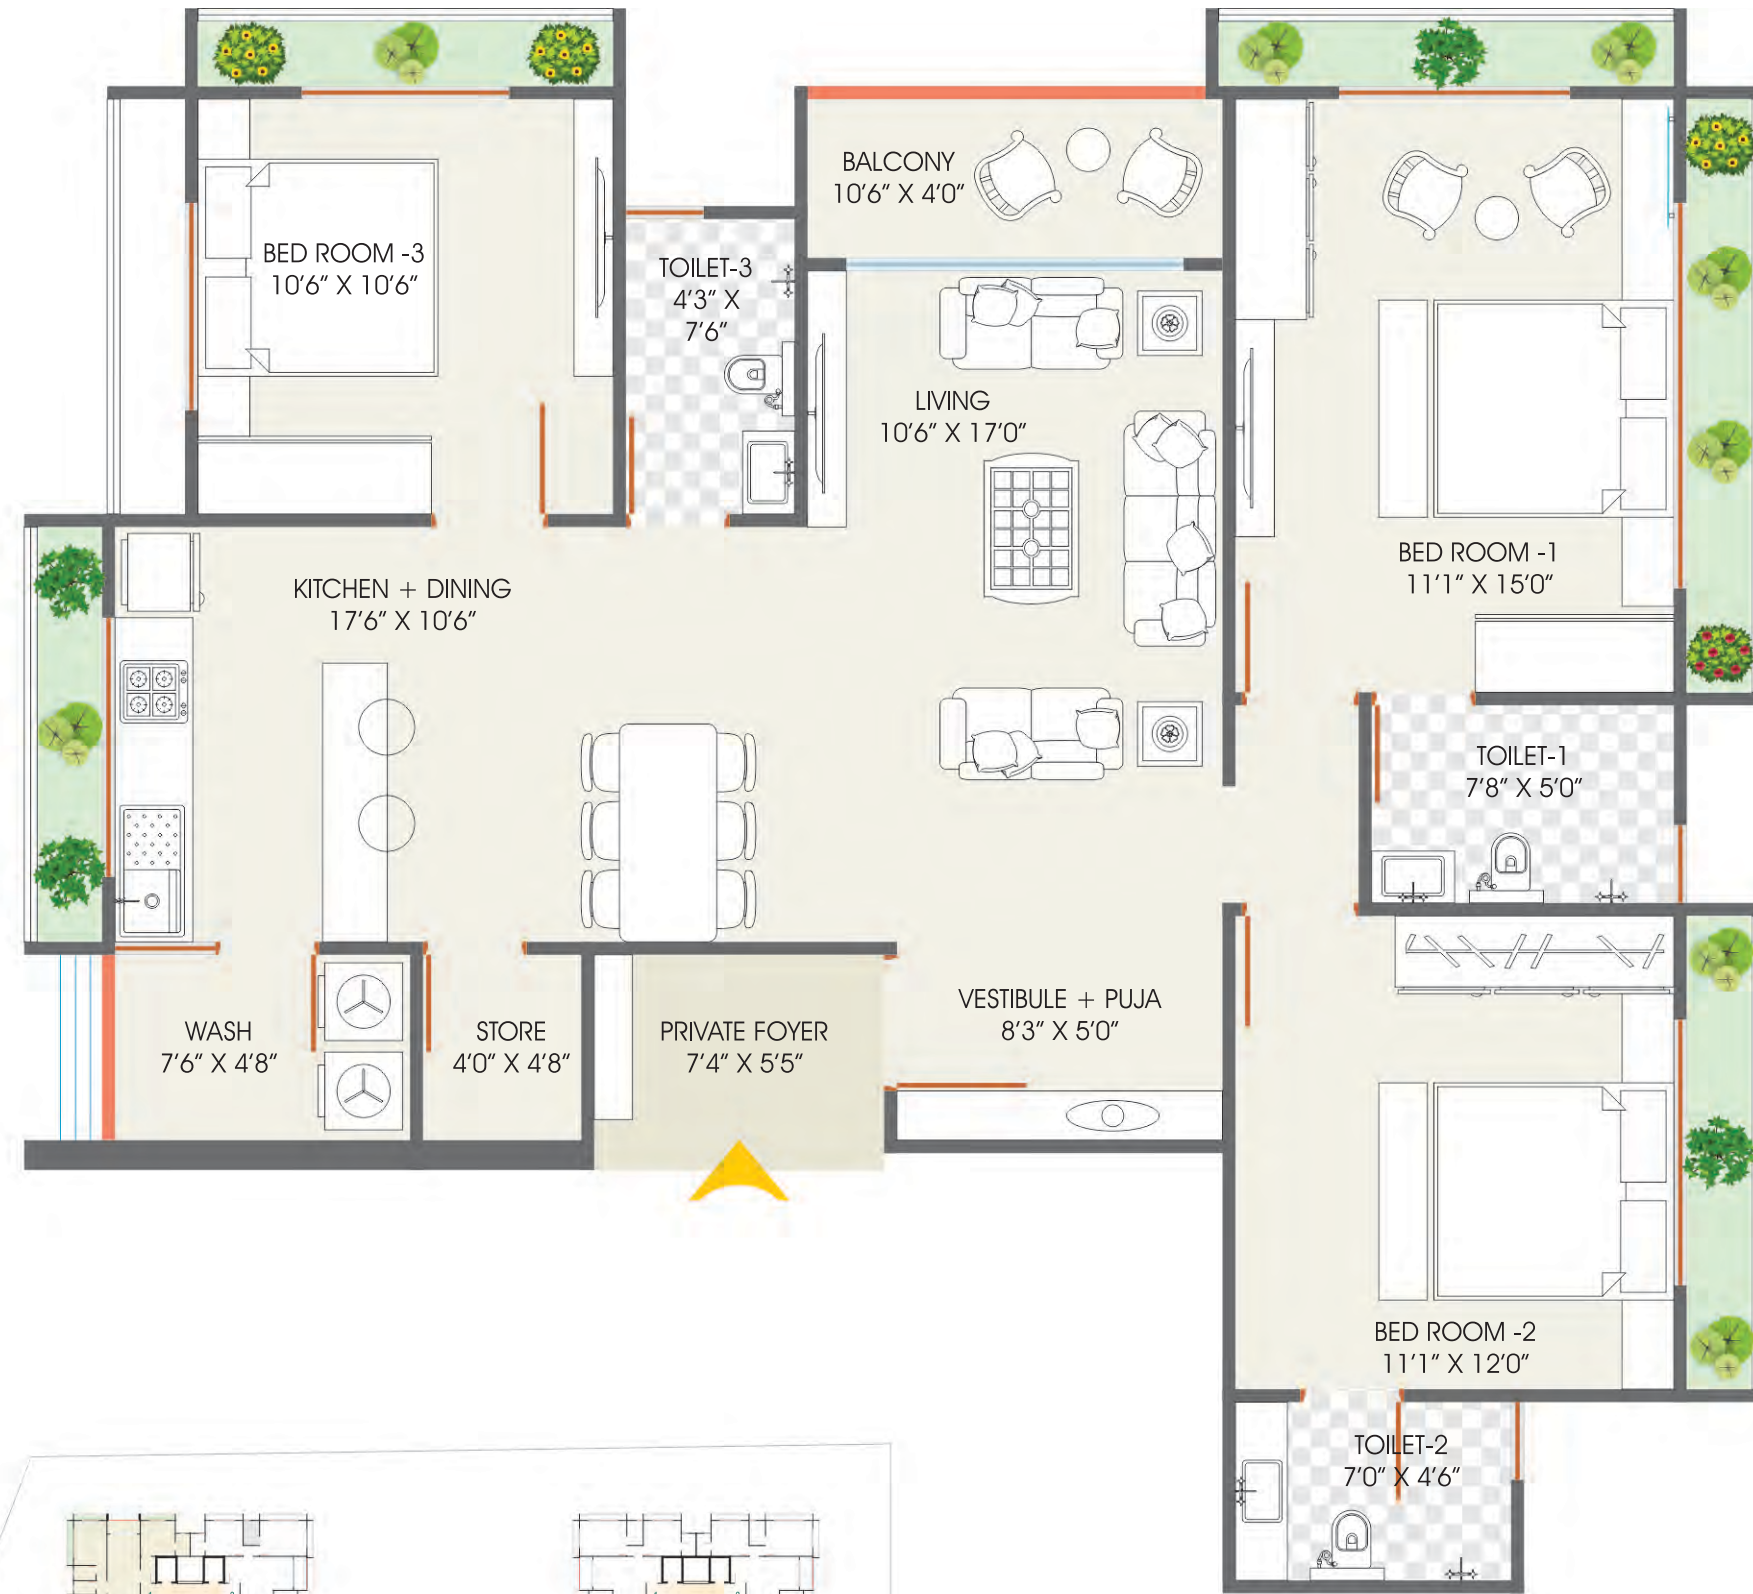 BALCONY
10'6" X 4'0"
BED ROOM -3
10'6" X 10'6"
TOILET-3
4'3" X
7'6"
LIVING
10'6" X 17'0"
BED ROOM -1
11'1" X 15'0"
KITCHEN + DINING
17'6" X 10'6"
TOILET-1
7'8" X 5'0"
WASH
7'6" X 4'8"
STORE
4'0" X 4'8"
PRIVATE FOYER
7'4" X 5'5"
VESTIBULE + PUJA
8'3" X 5'0"
BED ROOM -2
11'1" X 12'0"
TOILET-2
7'0" X 4'6"